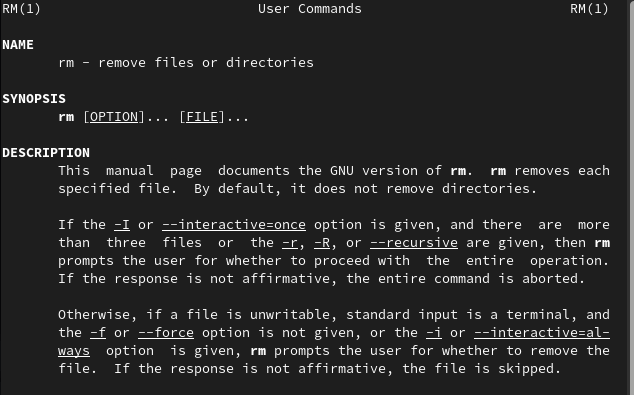 RM(1) User Commands RM(1)
NAME
rm - remove files or directories
SYNOPSIS
rm [OPTION]... [FILE]...
DESCRIPTION
This manual page documents the GNU version of rm. rm removes each
specified file. By default, it does not remove directories.
If the -I or --interactive=once option is given, and there are more
than three files or the -r, -R, or --recursive are given, then rm
prompts the user for whether to proceed with the entire operation.
If the response is not affirmative, the entire command is aborted.
Otherwise, if a file is unwritable, standard input is a terminal, and
the -f or --force option is not given, or the -i or --interactive=al-
ways option is given, rm prompts the user for whether to remove the
file. If the response is not affirmative, the file is skipped.